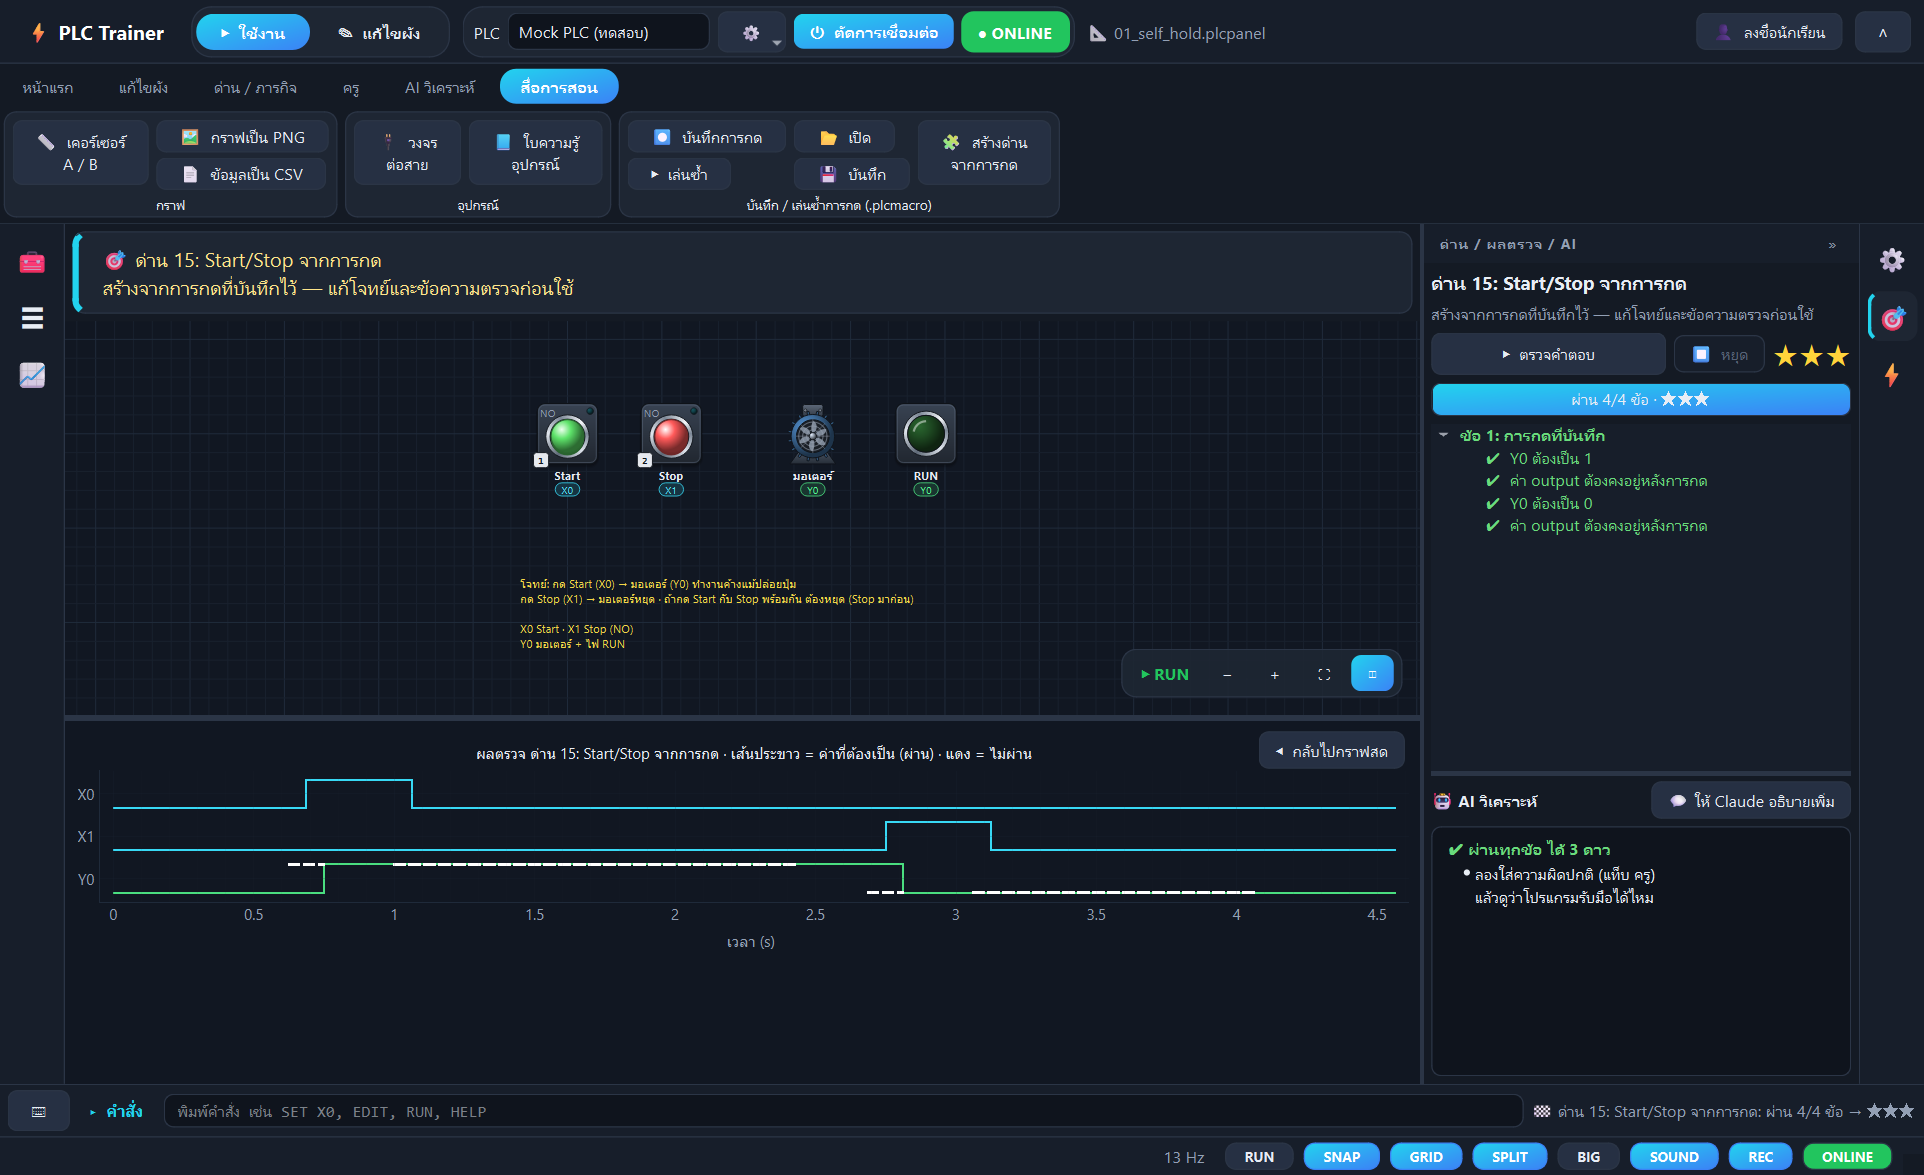 PLC Trainer
ใช้งาน
แก้ไขผัง
PLC
Mock PLC (ทดสอบ)
ตัดการเชื่อมต่อ
ONLINE
01_self_hold.plcpanel
ลงชื่อนักเรียน
หน้าแรก
แก้ไขผัง
ด่าน / ภารกิจ
ครู
AI วิเคราะห์
สื่อการสอน
เคอร์เซอร์
A / B
กราฟเป็น PNG
ข้อมูลเป็น CSV
กราฟ
วงจร
ต่อสาย
ใบความรู้
อุปกรณ์
อุปกรณ์
บันทึกการกด
เปิด
เล่นซ้ำ
บันทึก
สร้างด่าน
จากการกด
บันทึก / เล่นซ้ำการกด (.plcmacro)
ด่าน 15: Start/Stop จากการกด
สร้างจากการกดที่บันทึกไว้ — แก้โจทย์และข้อความตรวจก่อนใช้
NO
1
Start
X0
NO
2
Stop
X1
มอเตอร์
Y0
RUN
Y0
โจทย์: กด Start (X0) → มอเตอร์ (Y0) ทำงานค้างแม้ปล่อยปุ่ม
กด Stop (X1) → มอเตอร์หยุด · ถ้ากด Start กับ Stop พร้อมกัน ต้องหยุด (Stop มาก่อน)
X0 Start · X1 Stop (NO)
Y0 มอเตอร์ + ไฟ RUN
RUN
− +
ผลตรวจ ด่าน 15: Start/Stop จากการกด · เส้นประขาว = ค่าที่ต้องเป็น (ผ่าน) · แดง = ไม่ผ่าน
กลับไปกราฟสด
X0
X1
Y0
0 0.5 1 1.5 2 2.5 3 3.5 4 4.5
เวลา (s)
ด่าน / ผลตรวจ / AI
»
ด่าน 15: Start/Stop จากการกด
สร้างจากการกดที่บันทึกไว้ — แก้โจทย์และข้อความตรวจก่อนใช้
ตรวจคำตอบ
หยุด
★★★
ผ่าน 4/4 ข้อ · ★★★
ข้อ 1: การกดที่บันทึก
✔ Y0 ต้องเป็น 1
✔ ค่า output ต้องคงอยู่หลังการกด
✔ Y0 ต้องเป็น 0
✔ ค่า output ต้องคงอยู่หลังการกด
AI วิเคราะห์
ให้ Claude อธิบายเพิ่ม
✔ ผ่านทุกข้อ ได้ 3 ดาว
• ลองใส่ความผิดปกติ (แท็บ ครู)
แล้วดูว่าโปรแกรมรับมือได้ไหม
คำสั่ง
พิมพ์คำสั่ง เช่น SET X0, EDIT, RUN, HELP
ด่าน 15: Start/Stop จากการกด: ผ่าน 4/4 ข้อ → ★★★
13 Hz
RUN
SNAP
GRID
SPLIT
BIG
SOUND
REC
ONLINE